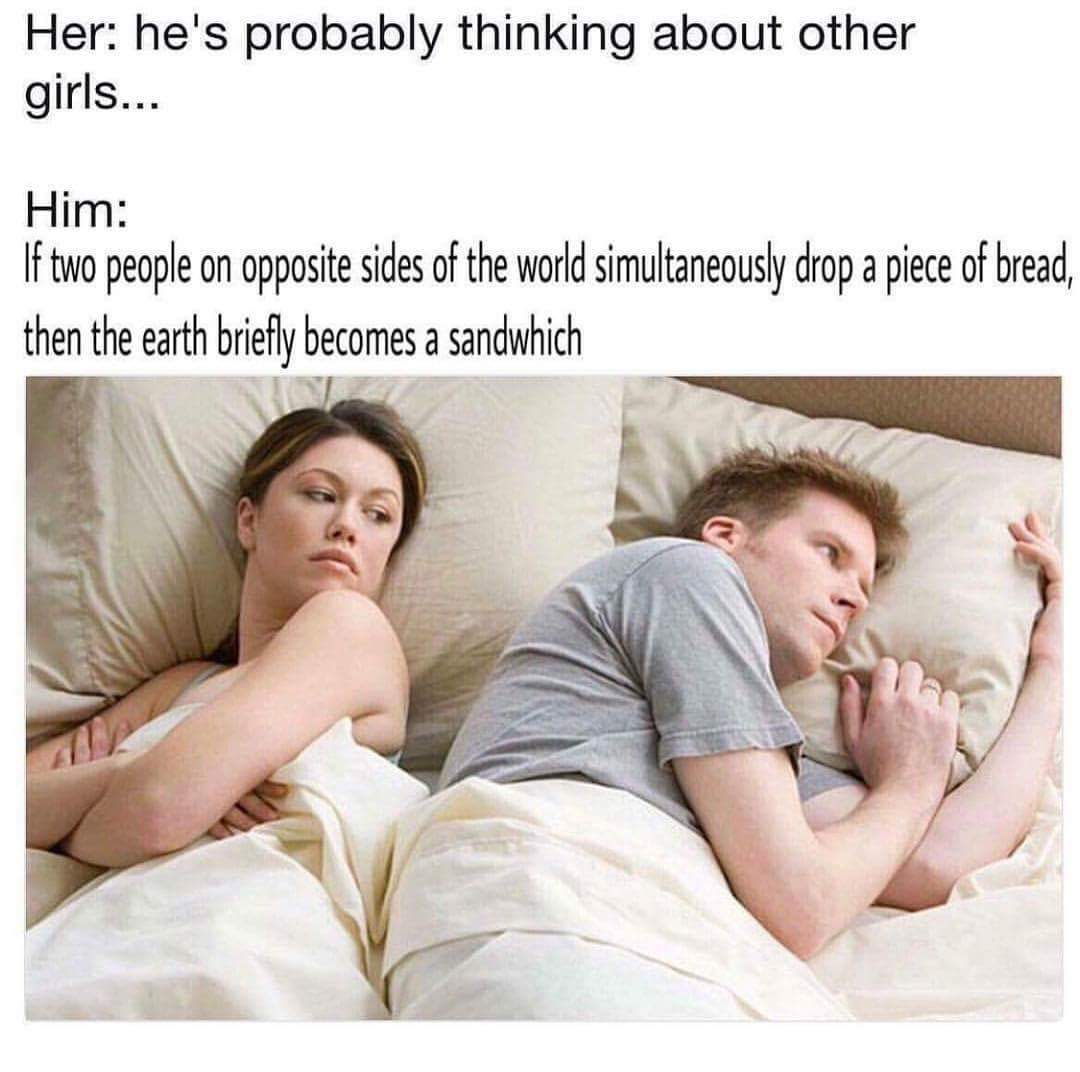 Her: he's probably thinking about other
girls...
Him:
If two people on opposite sides of the world simultaneously drop a piece of bread,
then the earth briefly becomes a sandwhich